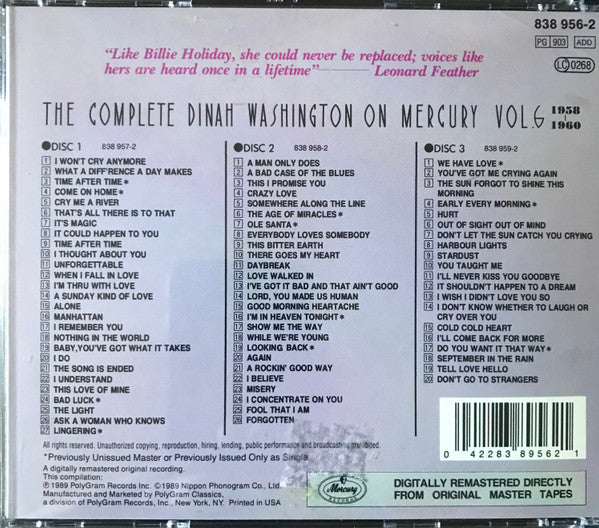 838 956-2
PG 903 ADD
LC 0268
"Like Billie Holiday, she could never be replaced; voices like
hers are heard once in a lifetime" Leonard Feather
THE COMPLETE DINAH WASHINGTON ON MERCURY VOL.6 1958-1960
DISC 1 838 957-2
1 I WON'T CRY ANYMORE
2 WHAT A DIFF'RENCE A DAY MAKES
3 TIME AFTER TIME*
4 COME ON HOME*
5 CRY ME A RIVER
6 THAT'S ALL THERE IS TO THAT
7 IT'S MAGIC
8 IT COULD HAPPEN TO YOU
9 TIME AFTER TIME
10 I THOUGHT ABOUT YOU
11 UNFORGETTABLE
12 WHEN I FALL IN LOVE
13 I'M THRU WITH LOVE
14 A SUNDAY KIND OF LOVE
15 ALONE
16 MANHATTAN
17 I REMEMBER YOU
18 NOTHING IN THE WORLD
19 BABY,YOU'VE GOT WHAT IT TAKES
20 I DO
21 THE SONG IS ENDED
22 I UNDERSTAND
23 THIS LOVE OF MINE
24 BAD LUCK*
25 THE LIGHT
26 ASK A WOMAN WHO KNOWS
27 LINGERING*
DISC 2 838 958-2
1 A MAN ONLY DOES
2 A BAD CASE OF THE BLUES
3 THIS I PROMISE YOU
4 CRAZY LOVE
5 SOMEWHERE ALONG THE LINE
6 THE AGE OF MIRACLES*
7 OLE SANTA*
8 EVERYBODY LOVES SOMEBODY
9 THIS BITTER EARTH
10 THERE GOES MY HEART
11 DAYBREAK
12 LOVE WALKED IN
13 I'VE GOT IT BAD AND THAT AIN'T GOOD
14 LORD, YOU MADE US HUMAN
15 GOOD MORNING HEARTACHE
16 I'M IN HEAVEN TONIGHT*
17 SHOW ME THE WAY
18 WHILE WE'RE YOUNG
19 LOOKING BACK*
20 AGAIN
21 A ROCKIN' GOOD WAY
22 I BELIEVE
23 MISERY
24 I CONCENTRATE ON YOU
25 FOOL THAT I AM
26 FORGOTTEN
DISC 3 838 959-2
1 WE HAVE LOVE*
2 YOU'VE GOT ME CRYING AGAIN
3 THE SUN FORGOT TO SHINE THIS
MORNING
4 EARLY EVERY MORNING*
5 HURT
6 OUT OF SIGHT OUT OF MIND
7 DON'T LET THE SUN CATCH YOU CRYING
8 HARBOUR LIGHTS
9 STARDUST
10 YOU TAUGHT ME
11 I'LL NEVER KISS YOU GOODBYE
12 IT SHOULDN'T HAPPEN TO A DREAM
13 I WISH I DIDN'T LOVE YOU SO
14 I DON'T KNOW WHETHER TO LAUGH OR
CRY OVER YOU
15 COLD COLD HEART
16 I'LL COME BACK FOR MORE
17 DO YOU WANT IT THAT WAY*
18 SEPTEMBER IN THE RAIN
19 TELL LOVE HELLO
20 DON'T GO TO STRANGERS
All rights reserved. Unauthorized copying, reproduction, hiring, lending, public performance and broadcasting prohibited.
*Previously Unissued Master or Previously Issued Only as Single
A digitally remastered original recording.
This compilation:
℗ 1989 PolyGram Records Inc. © 1989 Nippon Phonogram Co., Ltd.
Manufactured and Marketed by PolyGram Classics,
a division of PolyGram Records, Inc., New York, NY. Printed in USA
Mercury
DIGITALLY REMASTERED DIRECTLY
FROM ORIGINAL MASTER TAPES
0 42283 89562 1